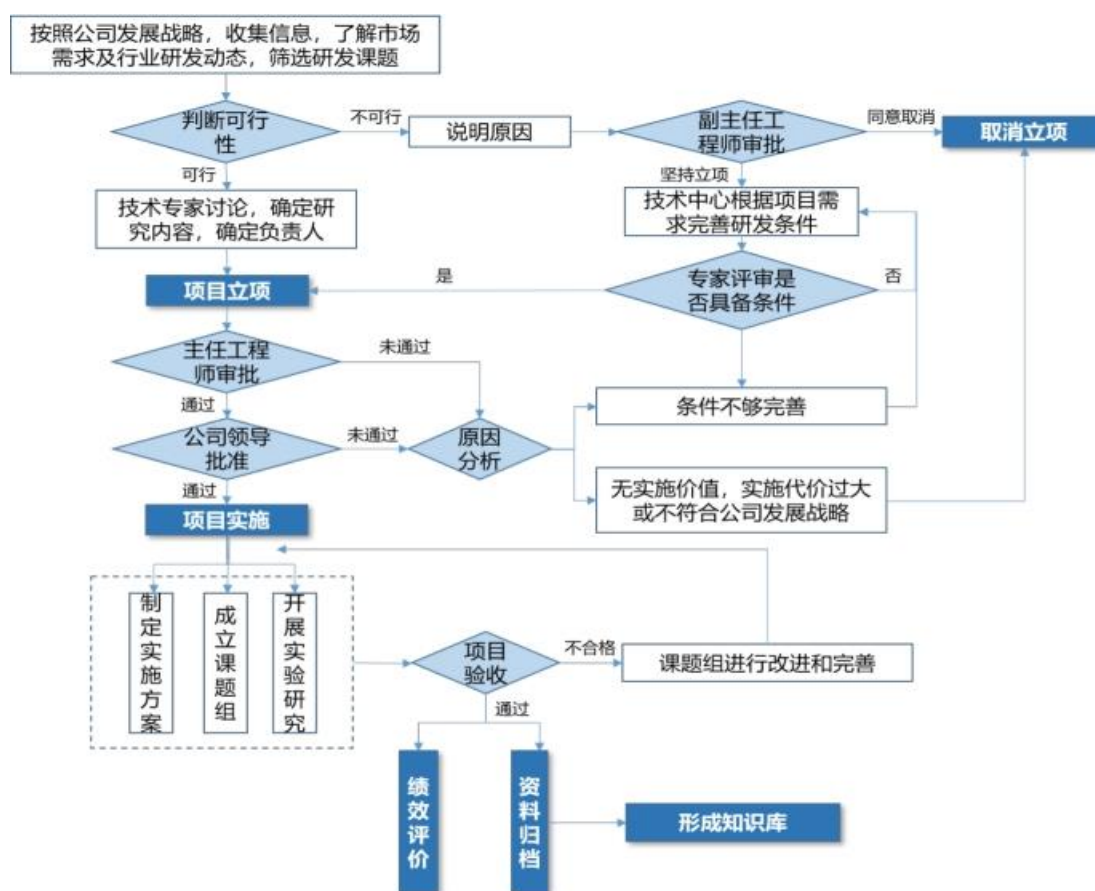 按照公司发展战略，收集信息，了解市场
需求及行业研发动态，筛选研发课题
判断可行
性
不可行
说明原因
副主任工
程师审批
同意取消
取消立项
可行
坚持立项
技术专家讨论，确定研
究内容，确定负责人
技术中心根据项目需
求完善研发条件
项目立项
是
专家评审是
否具备条件
否
主任工程
师审批
未通过
通过
条件不够完善
公司领导
批准
未通过
原因
分析
通过
无实施价值，实施代价过大
或不符合公司发展战略
项目实施
制定实施方案
成立课题组
开展实验研究
项目
验收
不合格
课题组进行改进和完善
通过
绩效评价
资料归档
形成知识库